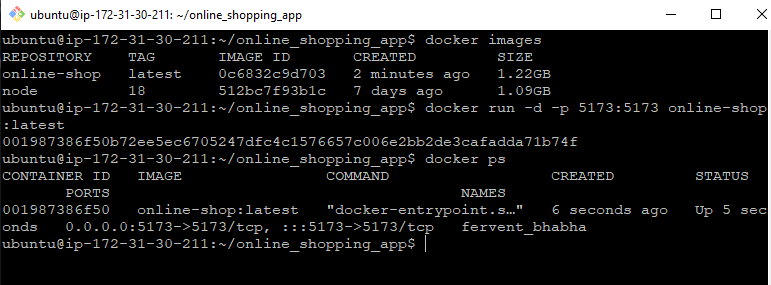 ubuntu@ip-172-31-30-211: ~/online_shopping_app
ubuntu@ip-172-31-30-211:~/online_shopping_app$ docker images
REPOSITORY    TAG       IMAGE ID       CREATED         SIZE
online-shop   latest    0c6832c9d703   2 minutes ago   1.22GB
node          18        512bc7f93b1c   7 days ago      1.09GB
ubuntu@ip-172-31-30-211:~/online_shopping_app$ docker run -d -p 5173:5173 online-shop
:latest
001987386f50b72ee5ec6705247dfc4c1576657c006e2bb2de3cafadda71b74f
ubuntu@ip-172-31-30-211:~/online_shopping_app$ docker ps
CONTAINER ID   IMAGE                COMMAND                  CREATED         STATUS
       PORTS                                       NAMES
001987386f50   online-shop:latest   "docker-entrypoint.s…"   6 seconds ago   Up 5 sec
onds   0.0.0.0:5173->5173/tcp, :::5173->5173/tcp   fervent_bhabha
ubuntu@ip-172-31-30-211:~/online_shopping_app$